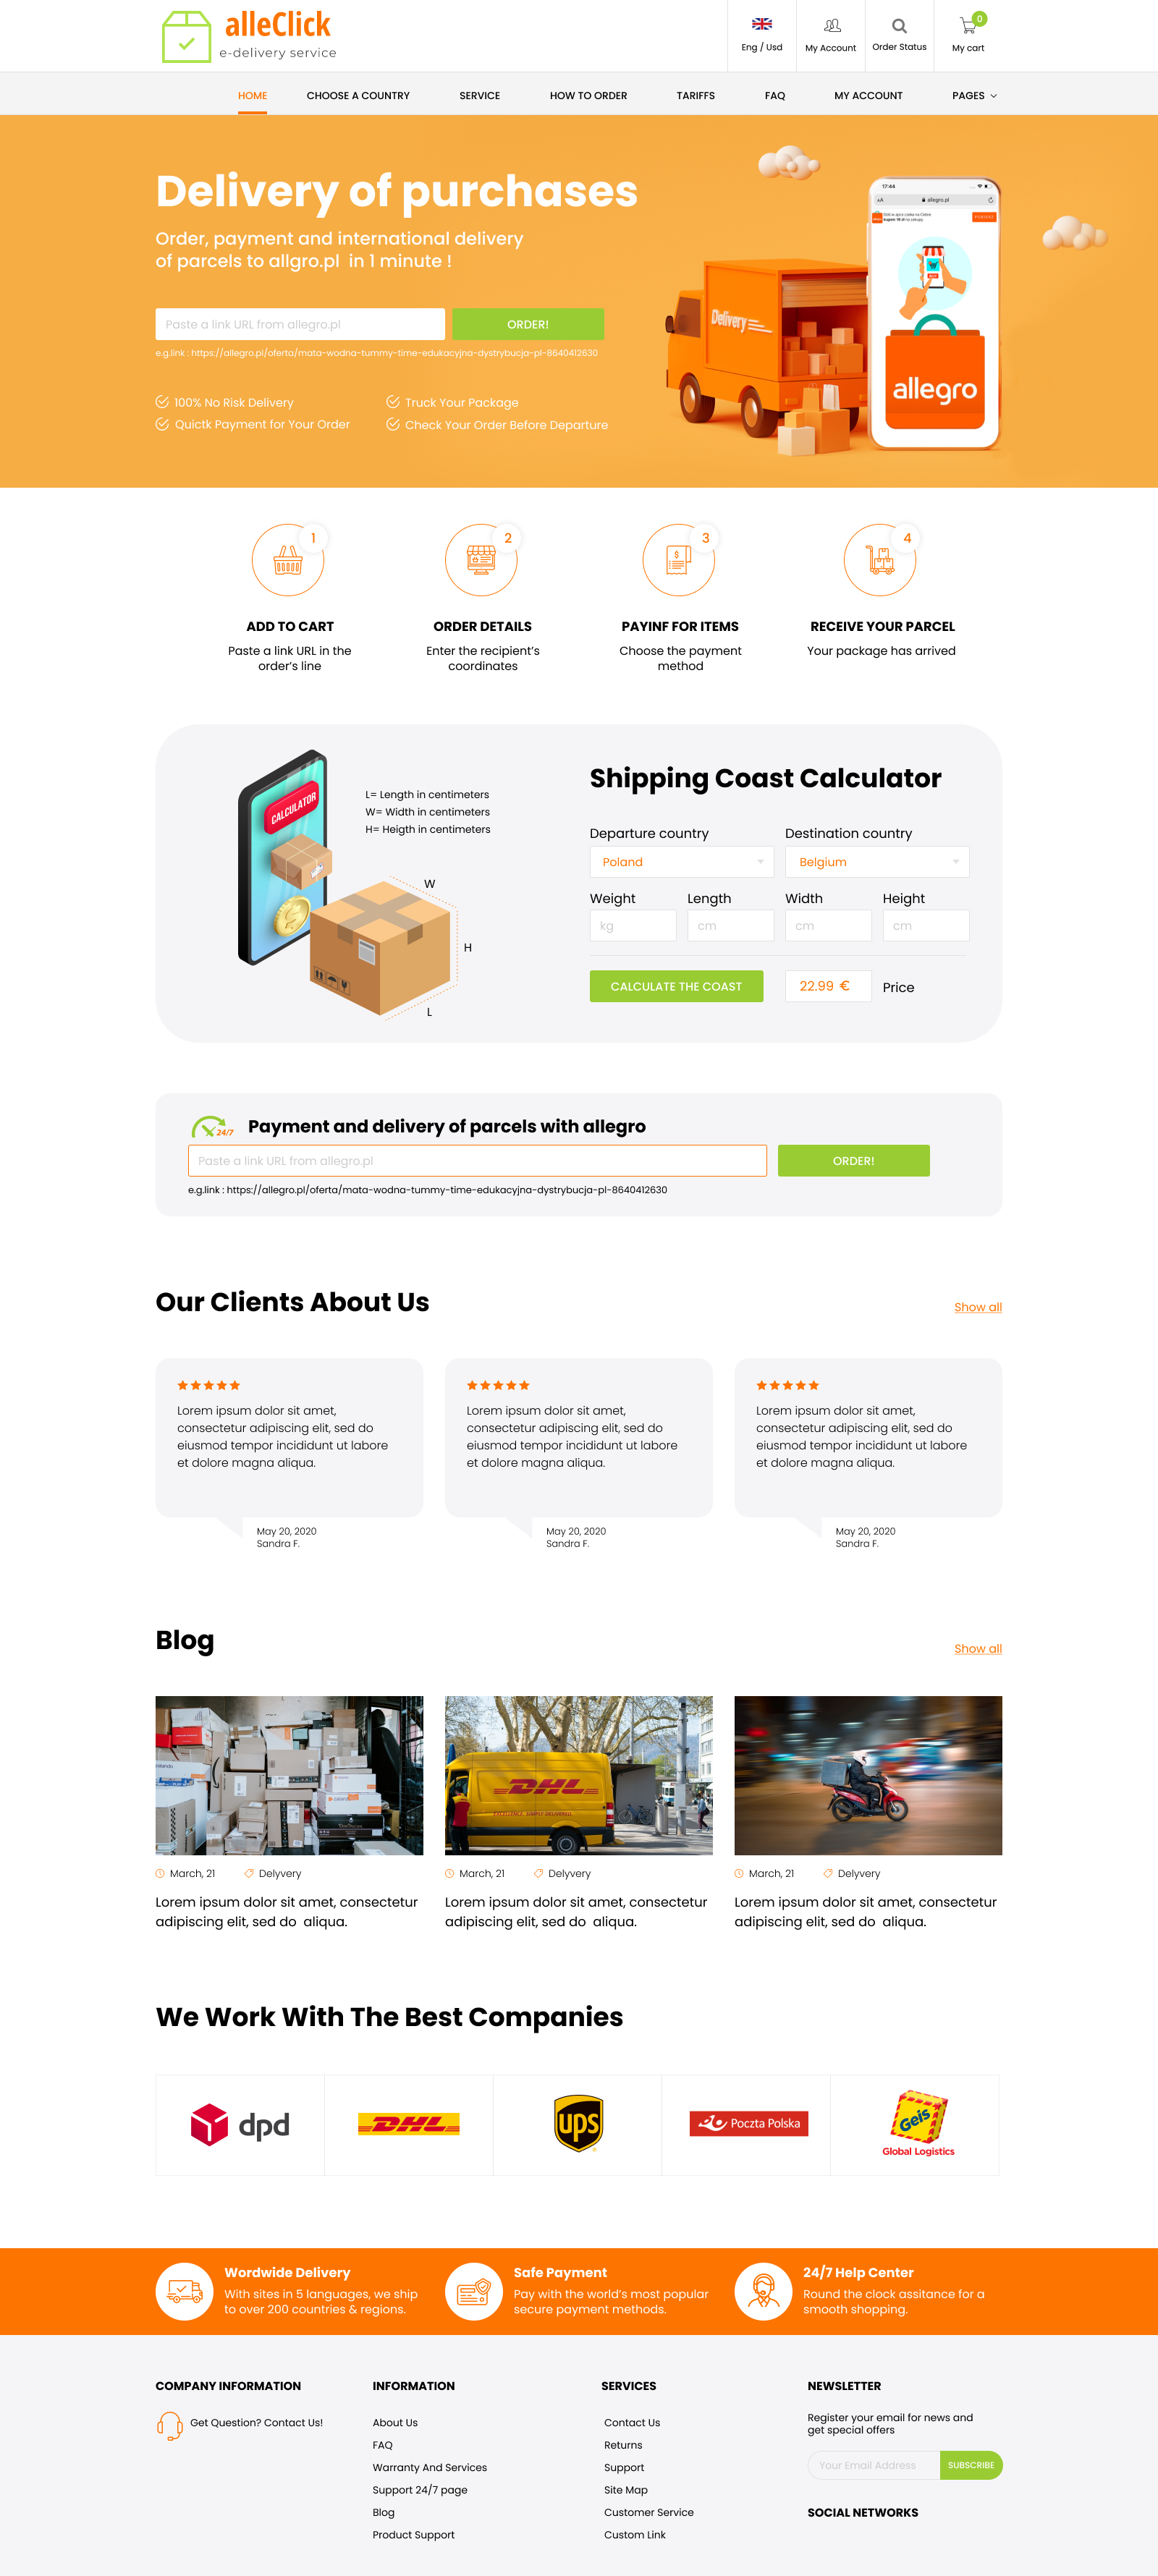 alleClick
e-delivery service
Eng / Usd
My Account
Order Status
0
My cart
HOME
CHOOSE A COUNTRY
SERVICE
HOW TO ORDER
TARIFFS
FAQ
MY ACCOUNT
PAGES
Delivery of purchases
Order, payment and international delivery
of parcels to allgro.pl in 1 minute !
Paste a link URL from allegro.pl
ORDER!
e.g.link : https://allegro.pl/oferta/mata-wodna-tummy-time-edukacyjna-dystrybucja-pl-8640412630
100% No Risk Delivery
Truck Your Package
Quictk Payment for Your Order
Check Your Order Before Departure
Delivery
17:44
AA
allegro.pl
allegro
1
2
3
4
ADD TO CART
Paste a link URL in the
order's line
ORDER DETAILS
Enter the recipient's
coordinates
PAYINF FOR ITEMS
Choose the payment
method
RECEIVE YOUR PARCEL
Your package has arrived
CALCULATOR
L= Length in centimeters
W= Width in centimeters
H= Heigth in centimeters
W
H
L
Shipping Coast Calculator
Departure country
Destination country
Poland
Belgium
Weight
Length
Width
Height
kg
cm
cm
cm
CALCULATE THE COAST
22.99 €
Price
24/7
Payment and delivery of parcels with allegro
Paste a link URL from allegro.pl
ORDER!
e.g.link : https://allegro.pl/oferta/mata-wodna-tummy-time-edukacyjna-dystrybucja-pl-8640412630
Our Clients About Us
Show all
Lorem ipsum dolor sit amet,
consectetur adipiscing elit, sed do
eiusmod tempor incididunt ut labore
et dolore magna aliqua.
May 20, 2020
Sandra F.
Lorem ipsum dolor sit amet,
consectetur adipiscing elit, sed do
eiusmod tempor incididunt ut labore
et dolore magna aliqua.
May 20, 2020
Sandra F.
Lorem ipsum dolor sit amet,
consectetur adipiscing elit, sed do
eiusmod tempor incididunt ut labore
et dolore magna aliqua.
May 20, 2020
Sandra F.
Blog
Show all
DHL
EXCELLENCE. SIMPLY DELIVERED.
March, 21
Delyvery
Lorem ipsum dolor sit amet, consectetur
adipiscing elit, sed do aliqua.
March, 21
Delyvery
Lorem ipsum dolor sit amet, consectetur
adipiscing elit, sed do aliqua.
March, 21
Delyvery
Lorem ipsum dolor sit amet, consectetur
adipiscing elit, sed do aliqua.
We Work With The Best Companies
dpd
DHL
ups
Poczta Polska
Geis
Global Logistics
Wordwide Delivery
With sites in 5 languages, we ship
to over 200 countries & regions.
Safe Payment
Pay with the world's most popular
secure payment methods.
24/7 Help Center
Round the clock assitance for a
smooth shopping.
COMPANY INFORMATION
Get Question? Contact Us!
INFORMATION
About Us
FAQ
Warranty And Services
Support 24/7 page
Blog
Product Support
SERVICES
Contact Us
Returns
Support
Site Map
Customer Service
Custom Link
NEWSLETTER
Register your email for news and
get special offers
Your Email Address
SUBSCRIBE
SOCIAL NETWORKS